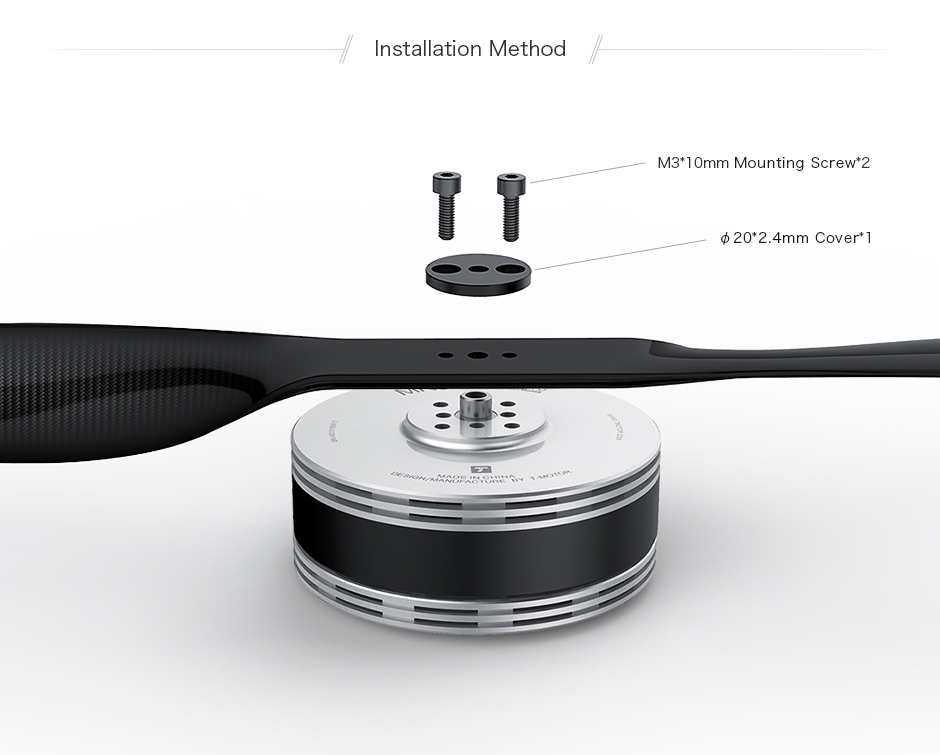 Installation Method
M3*10mm Mounting Screw*2
ϕ20*2.4mm Cover*1
MADE IN CHINA
DESIGN/MANUFACTURE BY T-MOTOR